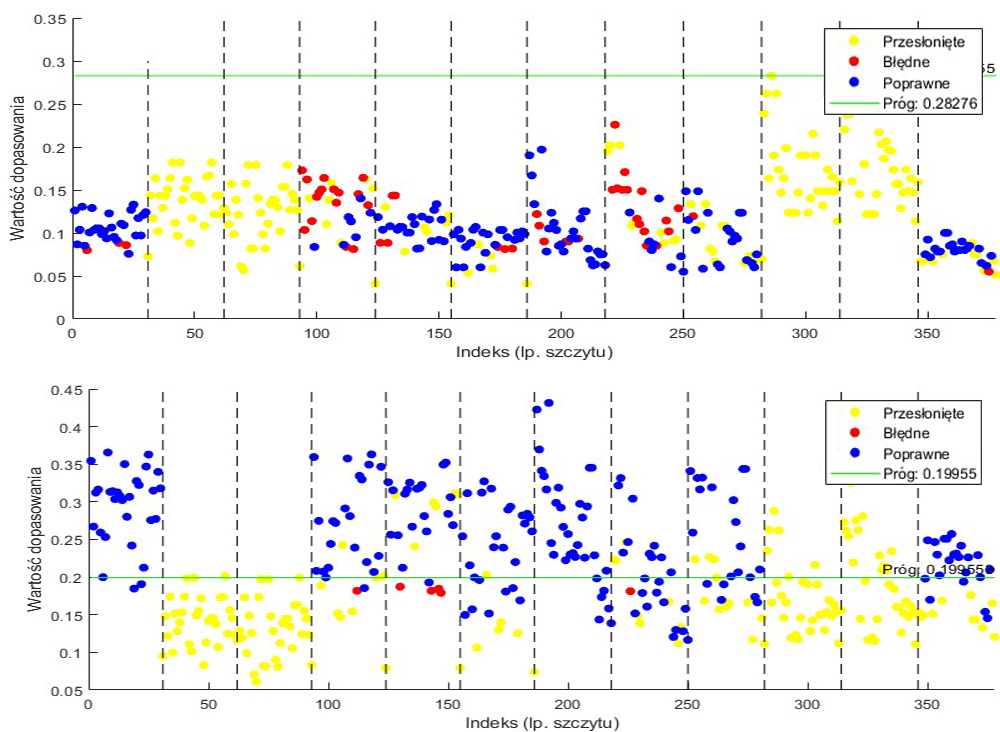 0.35
0.3
0.25
0.2
0.15
0.1
0.05
0
Wartość dopasowania
0 50 100 150 200 250 300 350
Indeks (lp. szczytu)
Przesłonięte
Błędne
Poprawne
Próg: 0.28276
0.45
0.4
0.35
0.3
0.25
0.2
0.15
0.1
0.05
Wartość dopasowania
0 50 100 150 200 250 300 350
Indeks (lp. szczytu)
Przesłonięte
Błędne
Poprawne
Próg: 0.19955